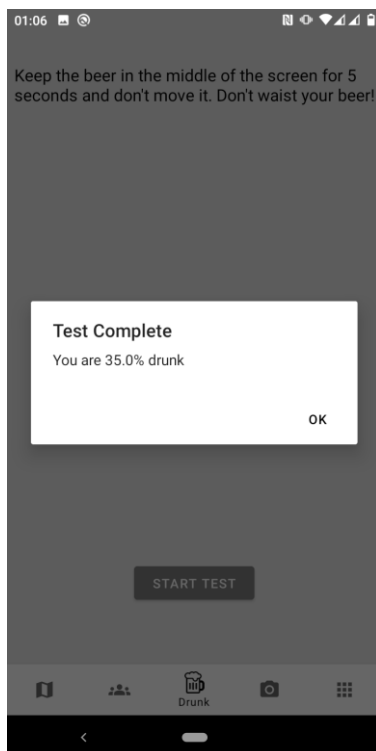 01:06
Keep the beer in the middle of the screen for 5
seconds and don't move it. Don't waist your beer!
Test Complete
You are 35.0% drunk
OK
START TEST
Drunk